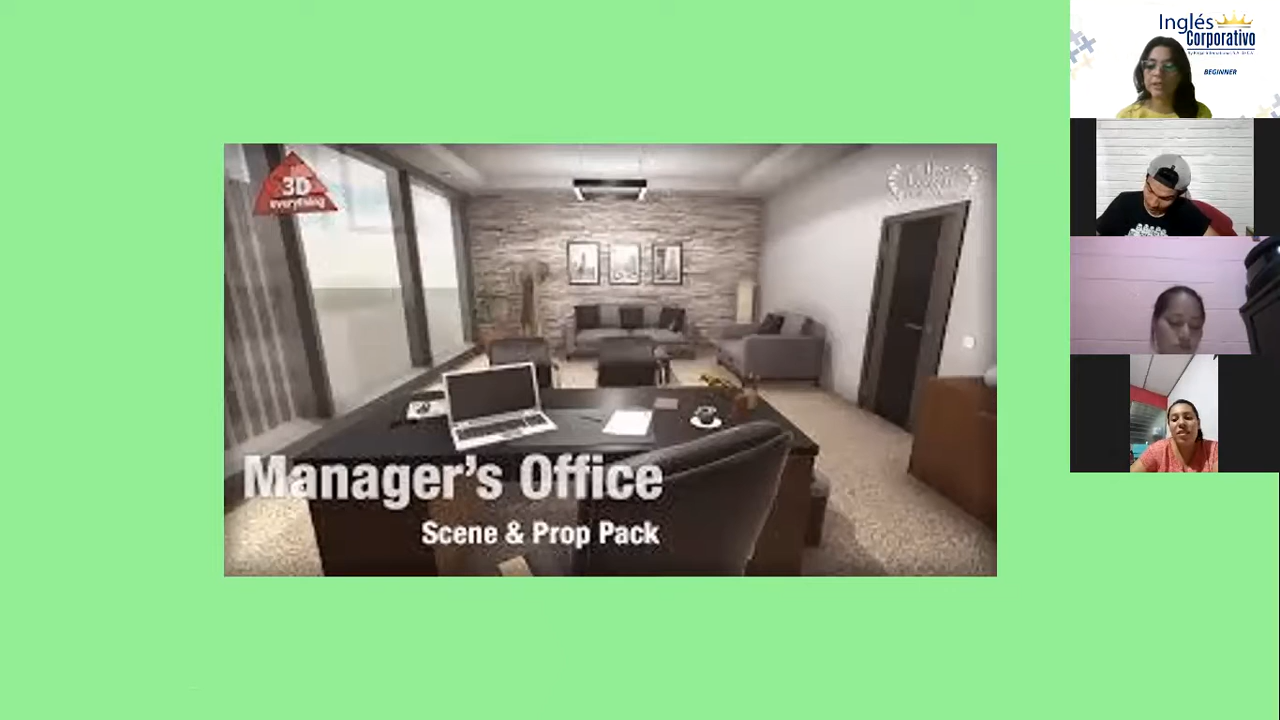 3D
everything
Manager's Office
Scene & Prop Pack
Inglés
Corporativo
BEGINNER